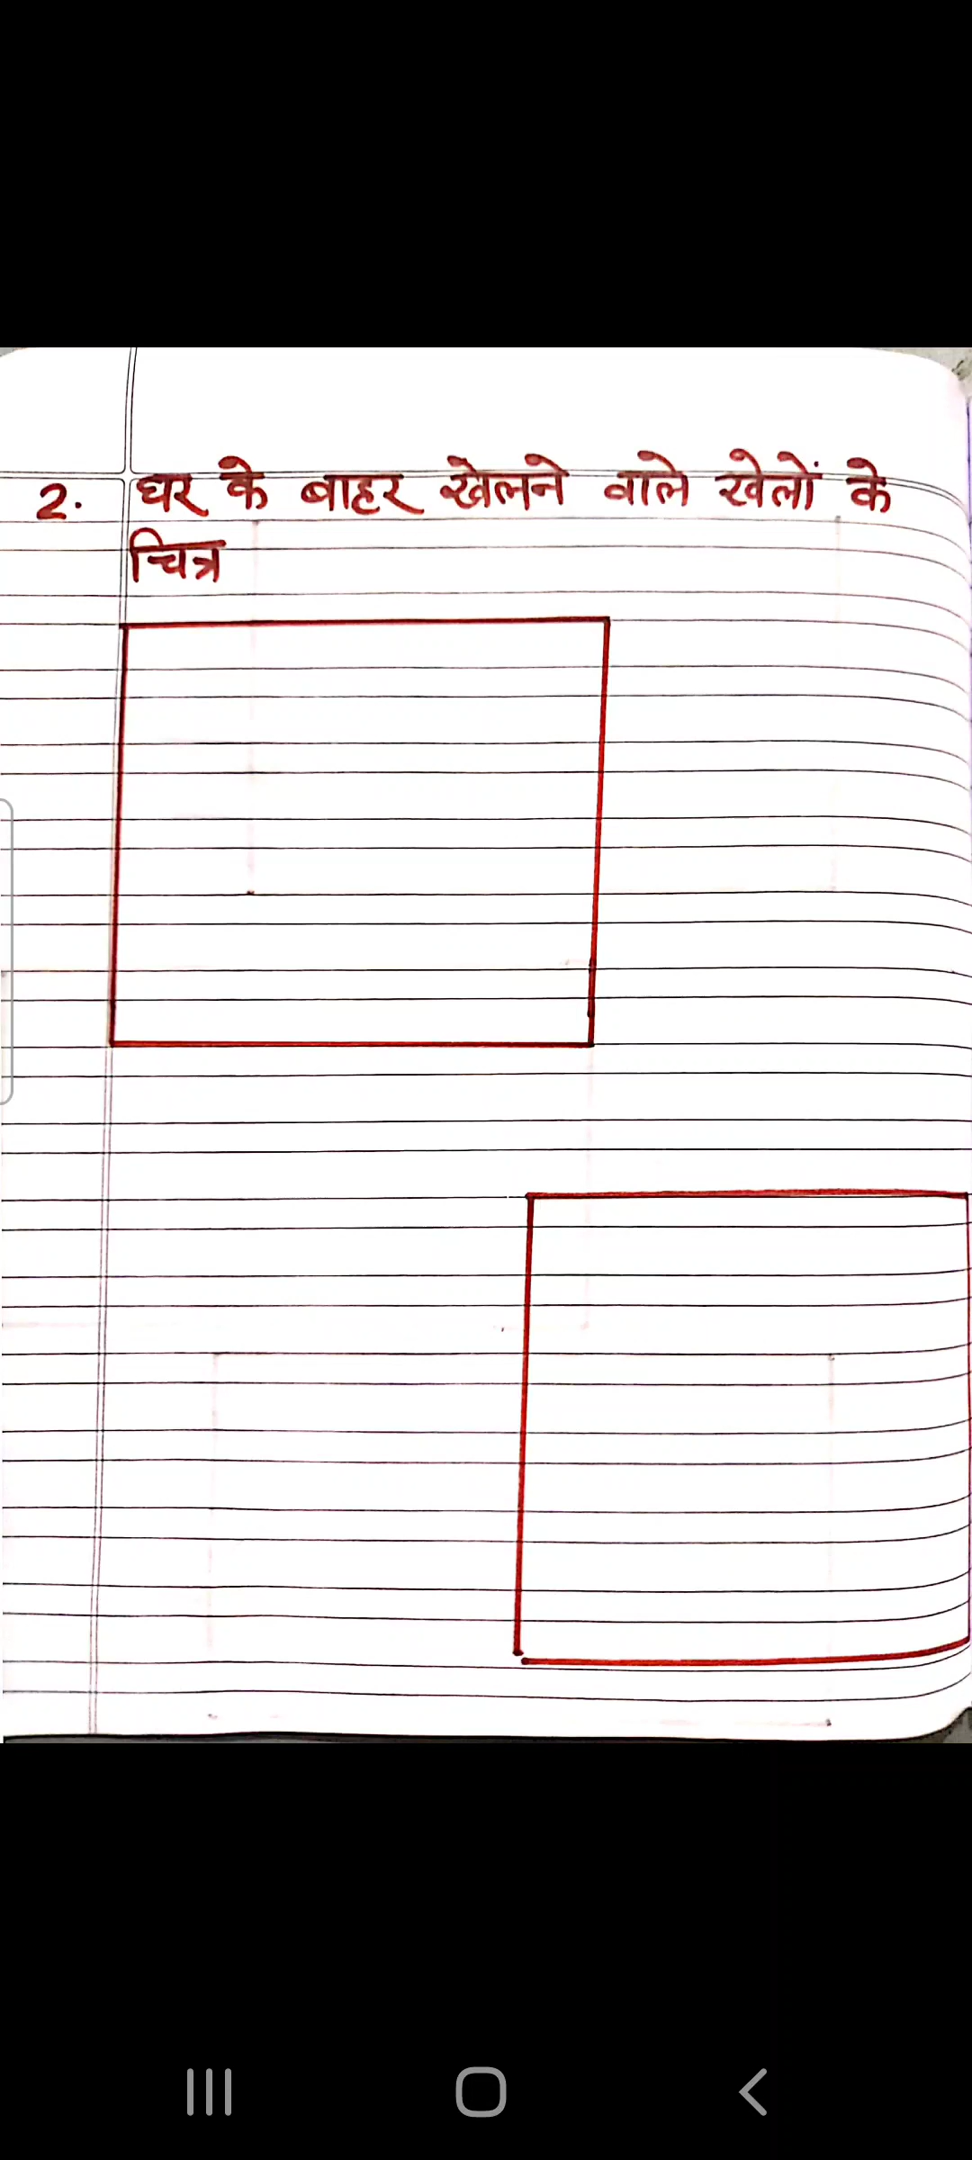 2. घर के बाहर खेलने वाले खेलों के
चित्र